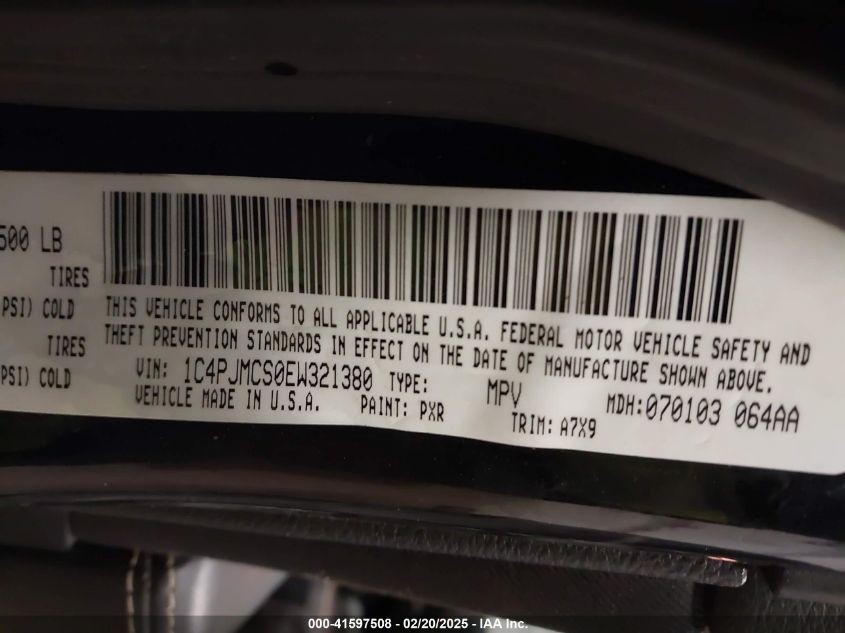 500 LB
TIRES
PSI) COLD
TIRES
PSI) COLD
THIS VEHICLE CONFORMS TO ALL APPLICABLE U.S.A. FEDERAL MOTOR VEHICLE SAFETY AND
THEFT PREVENTION STANDARDS IN EFFECT ON THE DATE OF MANUFACTURE SHOWN ABOVE.
VIN: 1C4PJMCS0EW321380 TYPE: MPV MDH:070103 064AA
VEHICLE MADE IN U.S.A. PAINT: PXR TRIM: A7X9
000-41597508 - 02/20/2025 - IAA Inc.